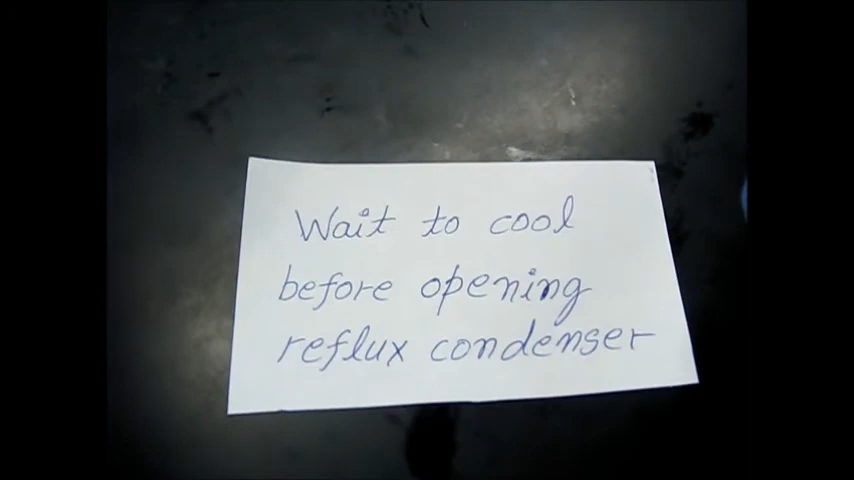 Wait to cool
before opening
reflux condenser